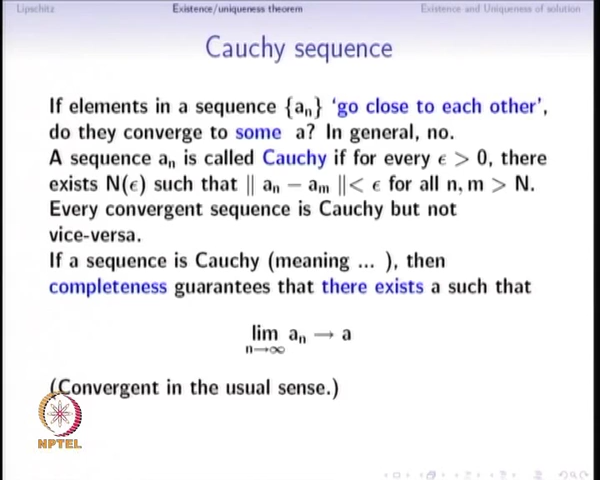 Lipschitz Existence/uniqueness theorem Existence and Uniqueness of solution
Cauchy sequence
If elements in a sequence {aₙ} 'go close to each other',
do they converge to some a? In general, no.
A sequence aₙ is called Cauchy if for every ϵ > 0, there
exists N(ϵ) such that ‖ aₙ − aₘ ‖< ϵ for all n, m > N.
Every convergent sequence is Cauchy but not
vice-versa.
If a sequence is Cauchy (meaning ... ), then
completeness guarantees that there exists a such that
lim aₙ → a
n→∞
(Convergent in the usual sense.)
NPTEL